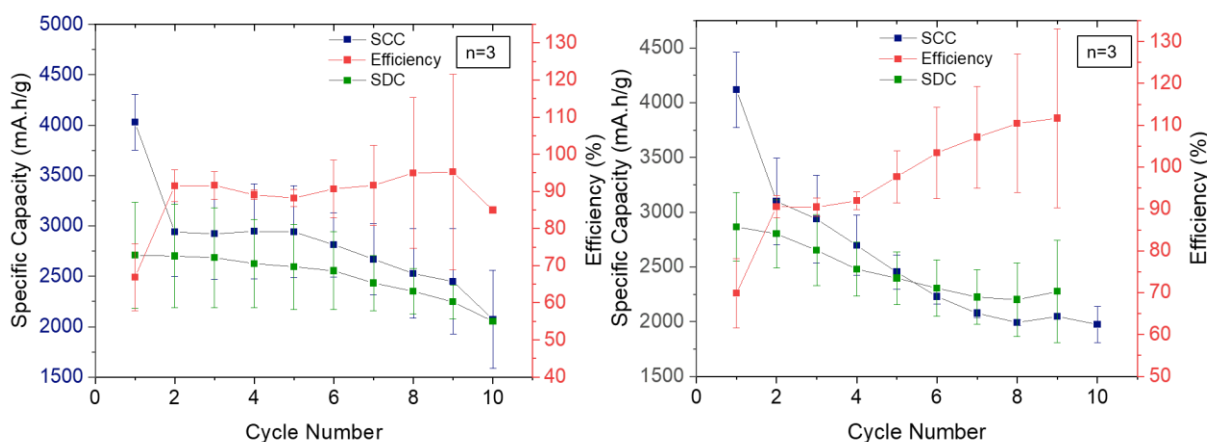 5000
4500
4000
3500
3000
2500
2000
1500
Specific Capacity (mA.h/g)
SCC
Efficiency
SDC
n=3
130
120
110
100
90
80
70
60
50
40
Efficiency (%)
0 2 4 6 8 10
Cycle Number
4500
4000
3500
3000
2500
2000
1500
Specific Capacity (mA.h/g)
SCC
Efficiency
SDC
n=3
130
120
110
100
90
80
70
60
50
Efficiency (%)
0 2 4 6 8 10
Cycle Number